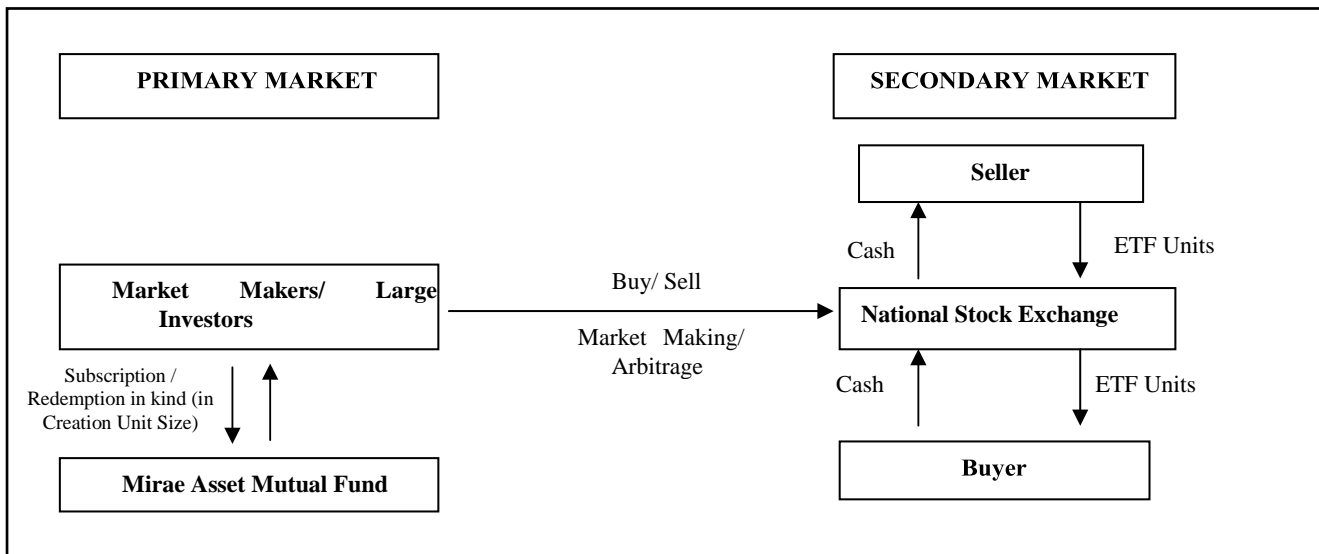 PRIMARY MARKET
SECONDARY MARKET
Seller
Cash
ETF Units
Market Makers/ Large
Investors
Buy/ Sell
Market Making/
Arbitrage
National Stock Exchange
Subscription /
Redemption in kind (in
Creation Unit Size)
Cash
ETF Units
Mirae Asset Mutual Fund
Buyer